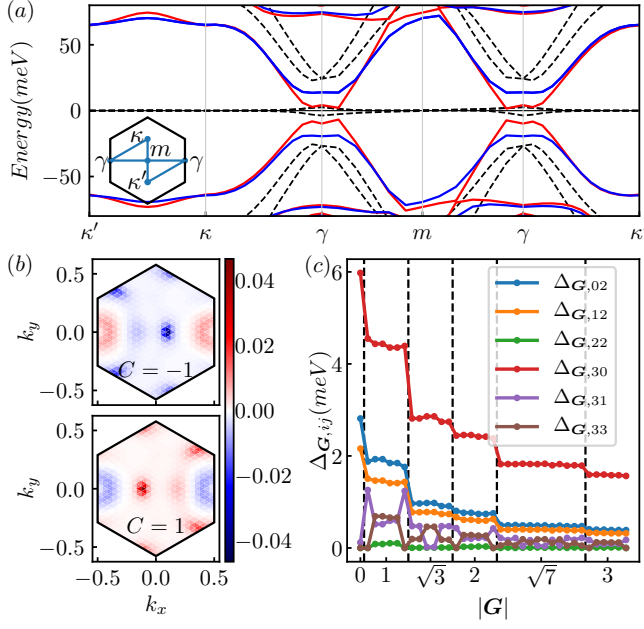 (a)
Energy(meV)
50
0
−50
κ
γ
m
γ
κ′
κ′
κ
γ
m
γ
κ
(b)
k_y
0.5
0.0
−0.5
C = −1
k_y
0.5
0.0
−0.5
C = 1
−0.5
0.0
0.5
k_x
0.04
0.02
0.00
−0.02
−0.04
(c)
Δ_{G,ij}(meV)
6
4
2
0
Δ_{G,02}
Δ_{G,12}
Δ_{G,22}
Δ_{G,30}
Δ_{G,31}
Δ_{G,33}
0
1
√3
2
√7
3
|G|